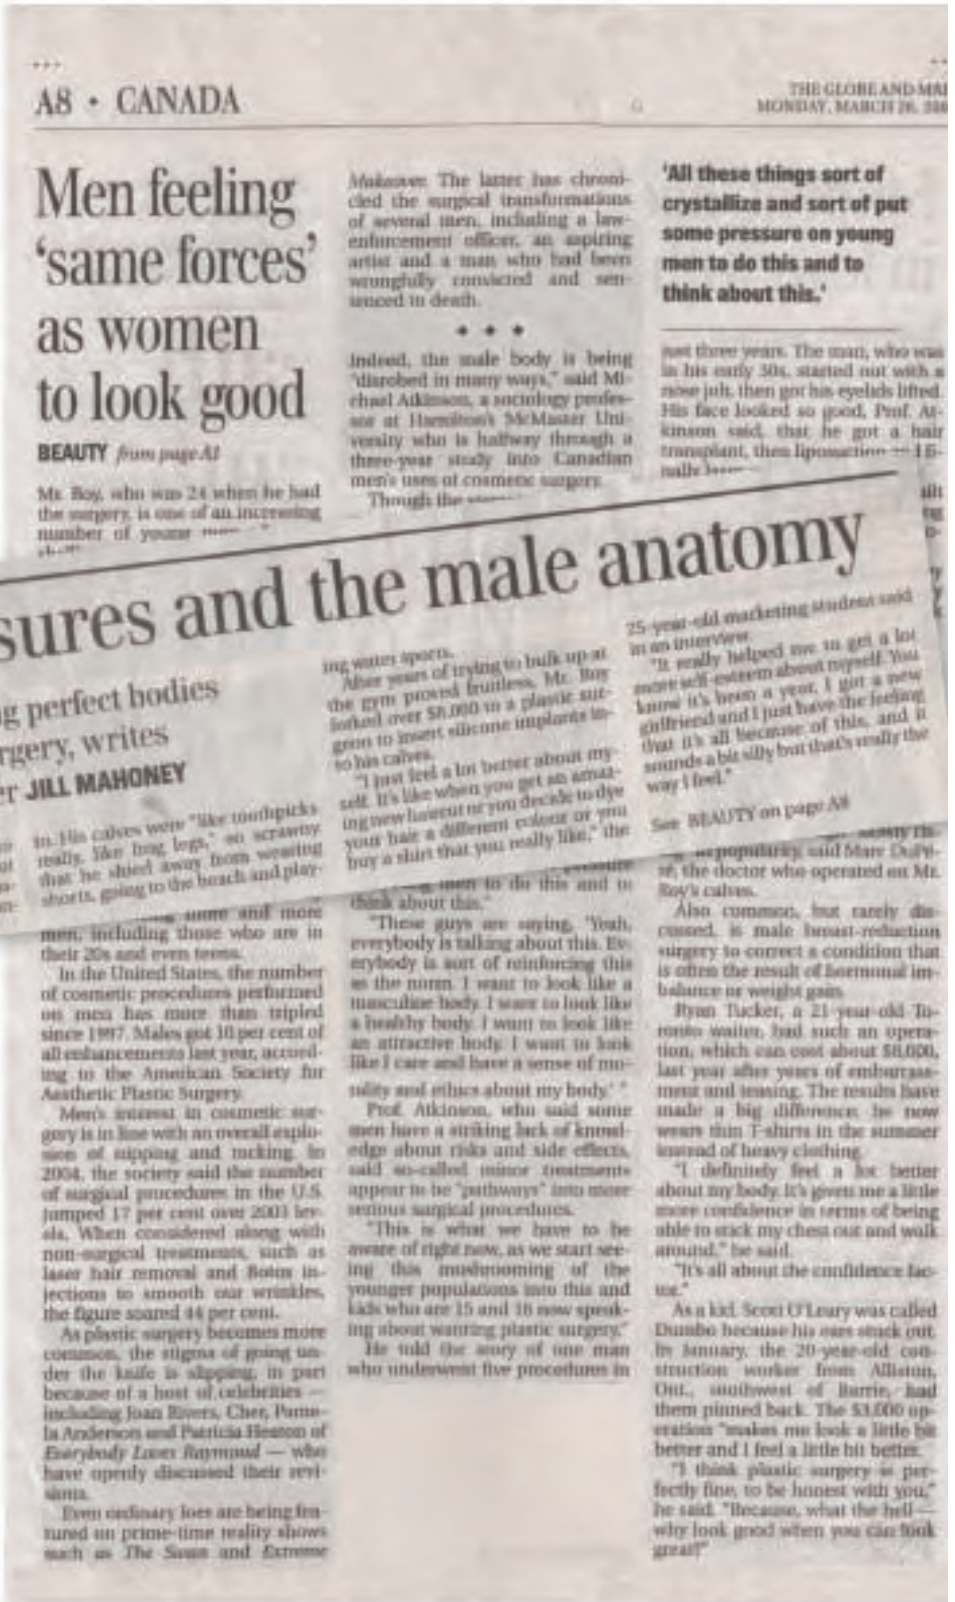 A8 • CANADA
THE GLOBE AND MAI
MONDAY, MARCH 28,
Men feeling
'same forces'
as women
to look good
BEAUTY from page A1
Mr. Boy, who was 24 when he had
the surgery, is one of an increasing
number of young
Makeover. The latter has chroni-
cled the surgical transformations
of several men, including a law-
enforcement officer, an aspiring
artist and a man who had been
wrongfully convicted and sen-
tenced to death.
Indeed, the male body is being
"disrobed in many ways," said Mi-
chael Atkinson, a sociology profes-
sor at Hamilton's McMaster Uni-
versity who is halfway through a
three-year study into Canadian
men's uses of cosmetic surgery.
Though the
'All these things sort of
crystallize and sort of put
some pressure on young
men to do this and to
think about this.'
just three years. The man, who was
in his early 30s, started out with a
nose job, then got his eyelids lifted.
His face looked so good, Prof. At-
kinson said, that he got a hair
transplant, then liposuction
sures and the male anatomy
g perfect bodies
rgery, writes
er JILL MAHONEY
in. His calves were "like toothpicks
really, like frog legs," so scrawny
that he shied away from wearing
shorts, going to the beach and play-
ing water sports.
After years of trying to bulk up at
the gym proved fruitless, Mr. Boy
forked over $8,000 to a plastic sur-
geon to insert silicone implants in-
to his calves.
"I just feel a lot better about my-
self. It's like when you get an amaz-
ing new haircut or you decide to dye
your hair a different colour or you
buy a shirt that you really like," the
25-year-old marketing student said
in an interview.
"It really helped me to get a lot
more self-esteem about myself. You
know it's been a year, I got a new
girlfriend and I just have the feeling
that it's all because of this, and it
sounds a bit silly but that's really the
way I feel."
See BEAUTY on page A8
more and more
men, including those who are in
their 20s and even teens.
In the United States, the number
of cosmetic procedures performed
on men has more than tripled
since 1997. Males got 10 per cent of
all enhancements last year, accord-
ing to the American Society for
Aesthetic Plastic Surgery.
Men's interest in cosmetic sur-
gery is in line with an overall explo-
sion of nipping and tucking. In
2004, the society said the number
of surgical procedures in the U.S.
jumped 17 per cent over 2003 lev-
els. When considered along with
non-surgical treatments, such as
laser hair removal and Botox in-
jections to smooth out wrinkles,
the figure soared 44 per cent.
As plastic surgery becomes more
common, the stigma of going un-
der the knife is slipping, in part
because of a host of celebrities —
including Joan Rivers, Cher, Pame-
la Anderson and Patricia Heaton of
Everybody Loves Raymond — who
have openly discussed their revi-
sions.
Even ordinary Joes are being fea-
tured on prime-time reality shows
such as The Swan and Extreme
men to do this and to
think about this."
"These guys are saying, 'Yeah,
everybody is talking about this. Ev-
erybody is sort of reinforcing this
as the norm. I want to look like a
masculine body. I want to look like
a healthy body. I want to look like
an attractive body. I want to look
like I care and have a sense of mo-
rality and ethics about my body.' "
Prof. Atkinson, who said some
men have a striking lack of knowl-
edge about risks and side effects,
said so-called minor treatments
appear to be "pathways" into more
serious surgical procedures.
"This is what we have to be
aware of right now, as we start see-
ing this mushrooming of the
younger populations into this and
kids who are 15 and 16 now speak-
ing about wanting plastic surgery."
He told the story of one man
who underwent five procedures in
popularity, said Marc DuPé-
ré, the doctor who operated on Mr.
Boy's calves.
Also common, but rarely dis-
cussed, is male breast-reduction
surgery to correct a condition that
is often the result of hormonal im-
balance or weight gain.
Ryan Tucker, a 21-year-old To-
ronto waiter, had such an opera-
tion, which can cost about $8,000,
last year after years of embarrass-
ment and teasing. The results have
made a big difference; he now
wears thin T-shirts in the summer
instead of heavy clothing.
"I definitely feel a lot better
about my body. It's given me a little
more confidence in terms of being
able to stick my chest out and walk
around," he said.
"It's all about the confidence fac-
tor."
As a kid, Scott O'Leary was called
Dumbo because his ears stuck out.
In January, the 20-year-old con-
struction worker from Alliston,
Ont., southwest of Barrie, had
them pinned back. The $3,000 op-
eration "makes me look a little bit
better and I feel a little bit better.
"I think plastic surgery is per-
fectly fine, to be honest with you,"
he said. "Because, what the hell —
why look good when you can look
great?"